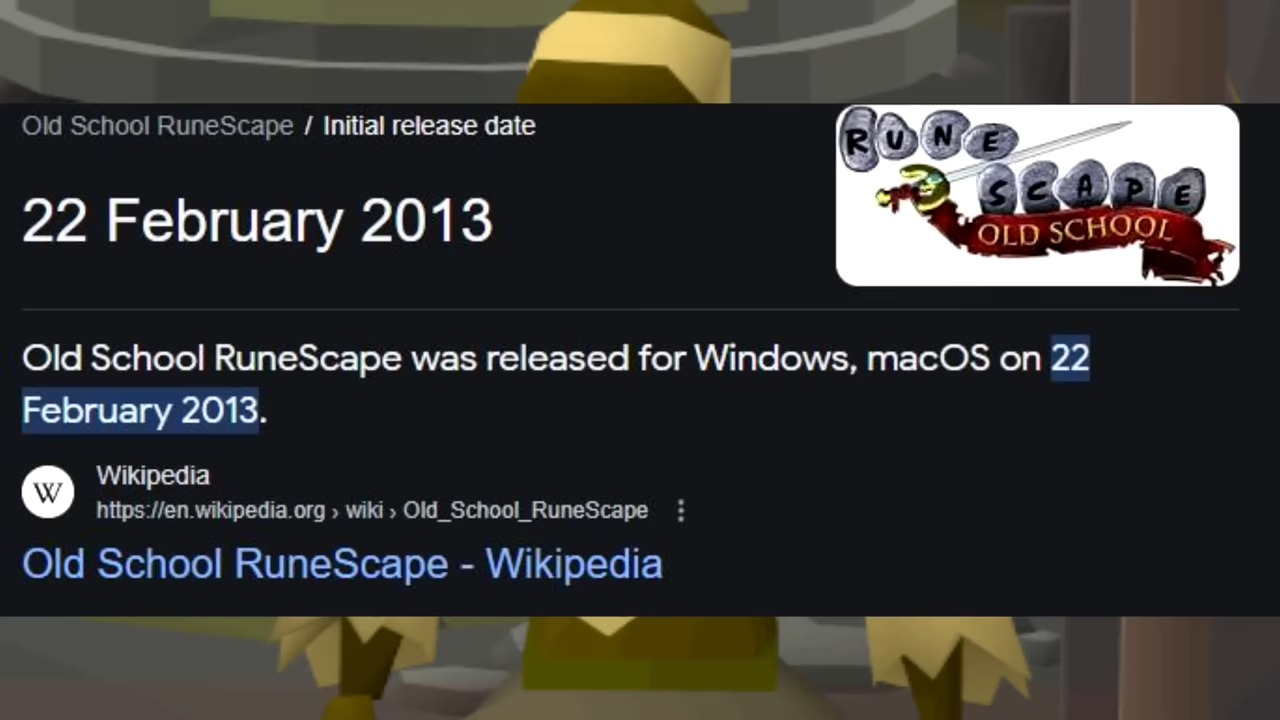 Old School RuneScape / Initial release date
22 February 2013
RUNE
SCAPE
OLD SCHOOL
Old School RuneScape was released for Windows, macOS on 22
February 2013.
W
Wikipedia
https://en.wikipedia.org › wiki › Old_School_RuneScape
Old School RuneScape - Wikipedia